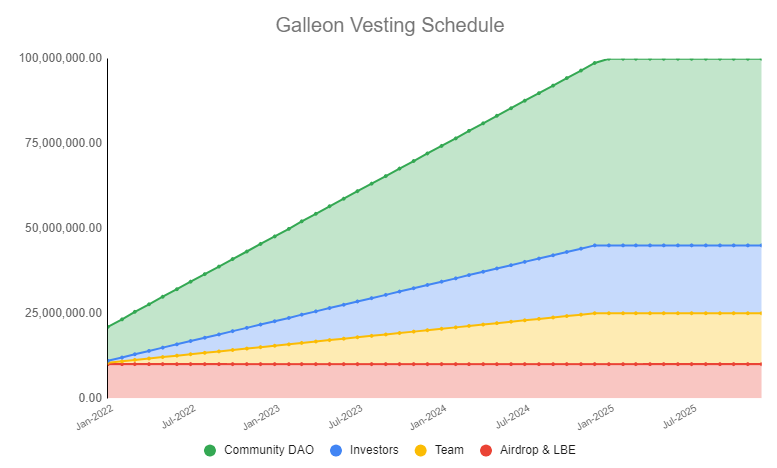 Galleon Vesting Schedule
100,000,000.00
75,000,000.00
50,000,000.00
25,000,000.00
0.00
Jan-2022 Jul-2022 Jan-2023 Jul-2023 Jan-2024 Jul-2024 Jan-2025 Jul-2025
Community DAO Investors Team Airdrop & LBE